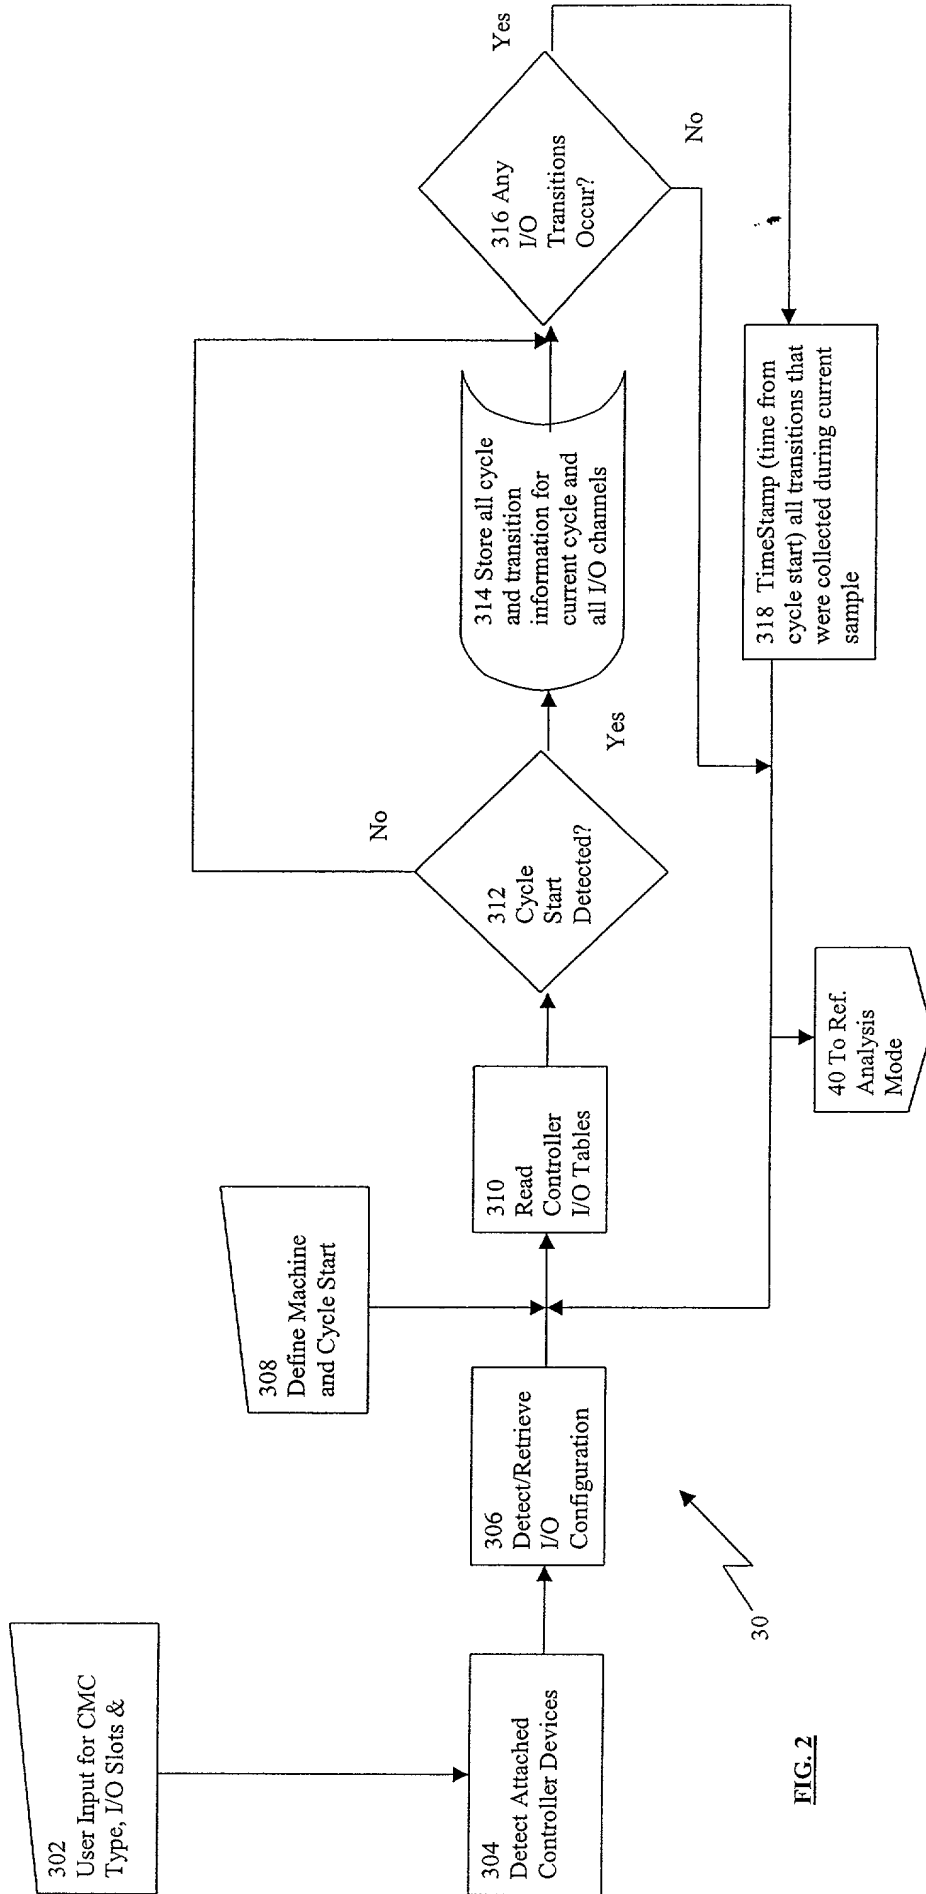 302
User Input for CMC
Type, I/O Slots &
304
Detect Attached
Controller Devices
306
Detect/Retrieve
I/O
Configuration
308
Define Machine
and Cycle Start
310
Read
Controller
I/O Tables
312
Cycle
Start
Detected?
No
Yes
314 Store all cycle
and transition
information for
current cycle and
all I/O channels
316 Any
I/O
Transitions
Occur?
Yes
No
318 TimeStamp (time from
cycle start) all transitions that
were collected during current
sample
40 To Ref.
Analysis
Mode
30
FIG. 2